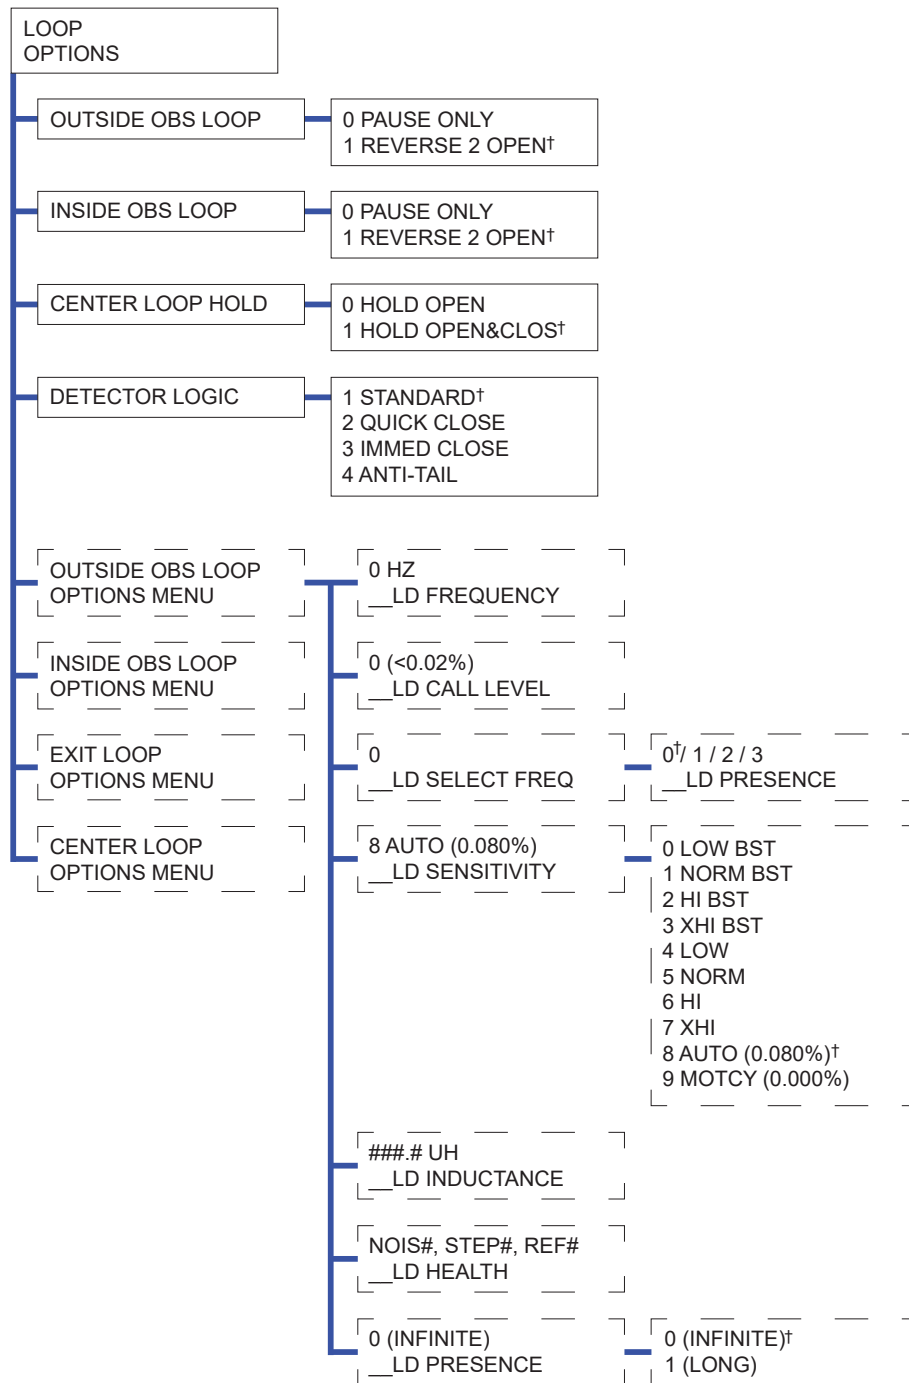 LOOP
OPTIONS
OUTSIDE OBS LOOP
0 PAUSE ONLY
1 REVERSE 2 OPEN†
INSIDE OBS LOOP
0 PAUSE ONLY
1 REVERSE 2 OPEN†
CENTER LOOP HOLD
0 HOLD OPEN
1 HOLD OPEN&CLOS†
DETECTOR LOGIC
1 STANDARD†
2 QUICK CLOSE
3 IMMED CLOSE
4 ANTI-TAIL
OUTSIDE OBS LOOP
OPTIONS MENU
0 HZ
__LD FREQUENCY
INSIDE OBS LOOP
OPTIONS MENU
0 (<0.02%)
__LD CALL LEVEL
EXIT LOOP
OPTIONS MENU
0
__LD SELECT FREQ
0†/ 1 / 2 / 3
__LD PRESENCE
CENTER LOOP
OPTIONS MENU
8 AUTO (0.080%)
__LD SENSITIVITY
0 LOW BST
1 NORM BST
2 HI BST
3 XHI BST
4 LOW
5 NORM
6 HI
7 XHI
8 AUTO (0.080%)†
9 MOTCY (0.000%)
###.# UH
__LD INDUCTANCE
NOIS#, STEP#, REF#
__LD HEALTH
0 (INFINITE)
__LD PRESENCE
0 (INFINITE)†
1 (LONG)